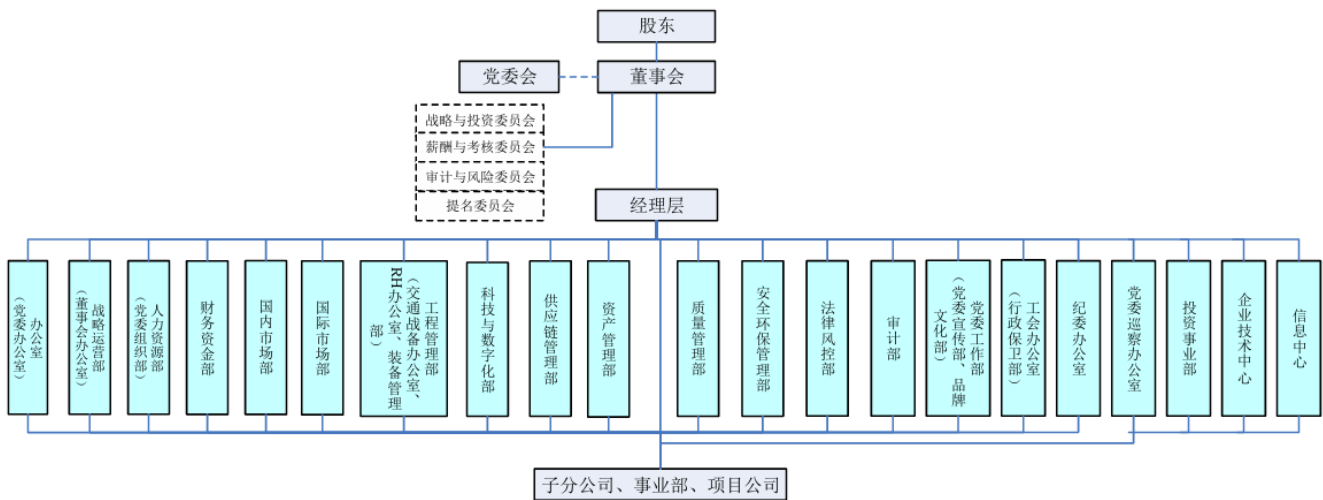 股东
党委会
董事会
战略与投资委员会
薪酬与考核委员会
审计与风险委员会
提名委员会
经理层
办公室
（党委办公室）
战略运营部
（董事会办公室）
人力资源部
（党委组织部）
财务资金部
国内市场部
国际市场部
工程管理部
（交通战备办公室、
RH办公室、装备管理
部）
科技与数字化部
供应链管理部
资产管理部
质量管理部
安全环保管理部
法律风控部
审计部
党委工作部
（党委宣传部、品牌
文化部）
工会办公室
（行政保卫部）
纪委办公室
党委巡察办公室
投资事业部
企业技术中心
信息中心
子分公司、事业部、项目公司